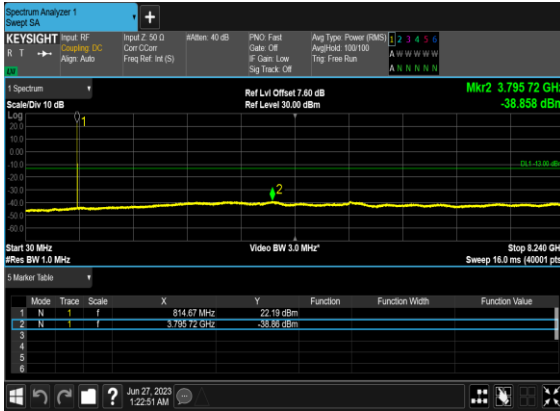 Spectrum Analyzer 1
Swept SA
+
KEYSIGHT
R T
LV
Input: RF
Coupling: DC
Align: Auto
Input Z: 50 Ω
Corr CCorr
Freq Ref: Int (S)
#Atten: 40 dB
PNO: Fast
Gate: Off
IF Gain: Low
Sig Track: Off
Avg Type: Power (RMS)
Avg|Hold: 100/100
Trig: Free Run
1 2 3 4 5 6
A W W W W W
A N N N N N
1 Spectrum
Scale/Div 10 dB
Ref Lvl Offset 7.60 dB
Ref Level 30.00 dBm
Mkr2 3.795 72 GHz
-38.858 dBm
Log
20.0
10.0
0.00
-10.0
-20.0
-30.0
-40.0
-50.0
-60.0
1
2
DL1 -13.00 dBm
Start 30 MHz
#Res BW 1.0 MHz
Video BW 3.0 MHz*
Stop 8.240 GHz
Sweep 16.0 ms (40001 pts)
5 Marker Table
Mode Trace Scale X Y Function Function Width Function Value
1 N 1 f 814.67 MHz 22.19 dBm
2 N 1 f 3.795 72 GHz -38.86 dBm
3
4
5
6
?
Jun 27, 2023
1:22:51 AM